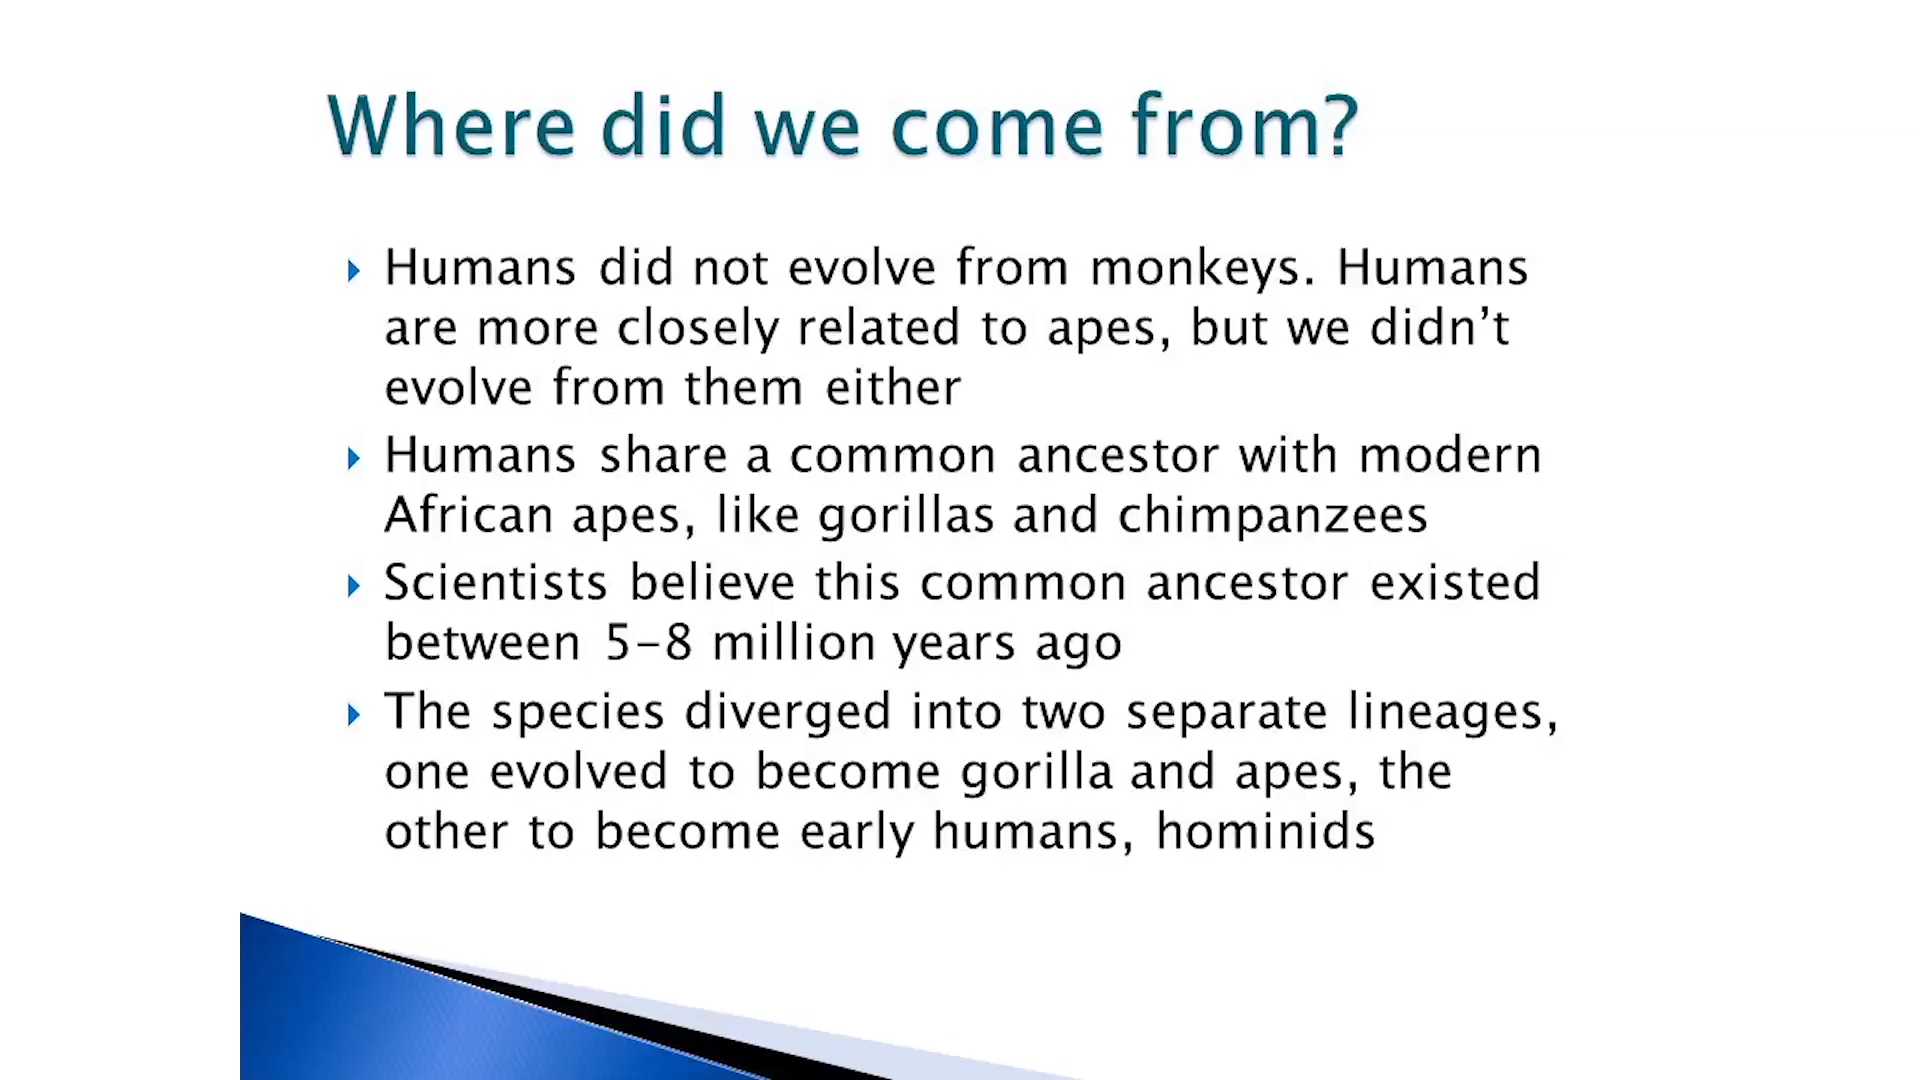 Where did we come from?
Humans did not evolve from monkeys. Humans
are more closely related to apes, but we didn’t
evolve from them either
Humans share a common ancestor with modern
African apes, like gorillas and chimpanzees
Scientists believe this common ancestor existed
between 5-8 million years ago
The species diverged into two separate lineages,
one evolved to become gorilla and apes, the
other to become early humans, hominids